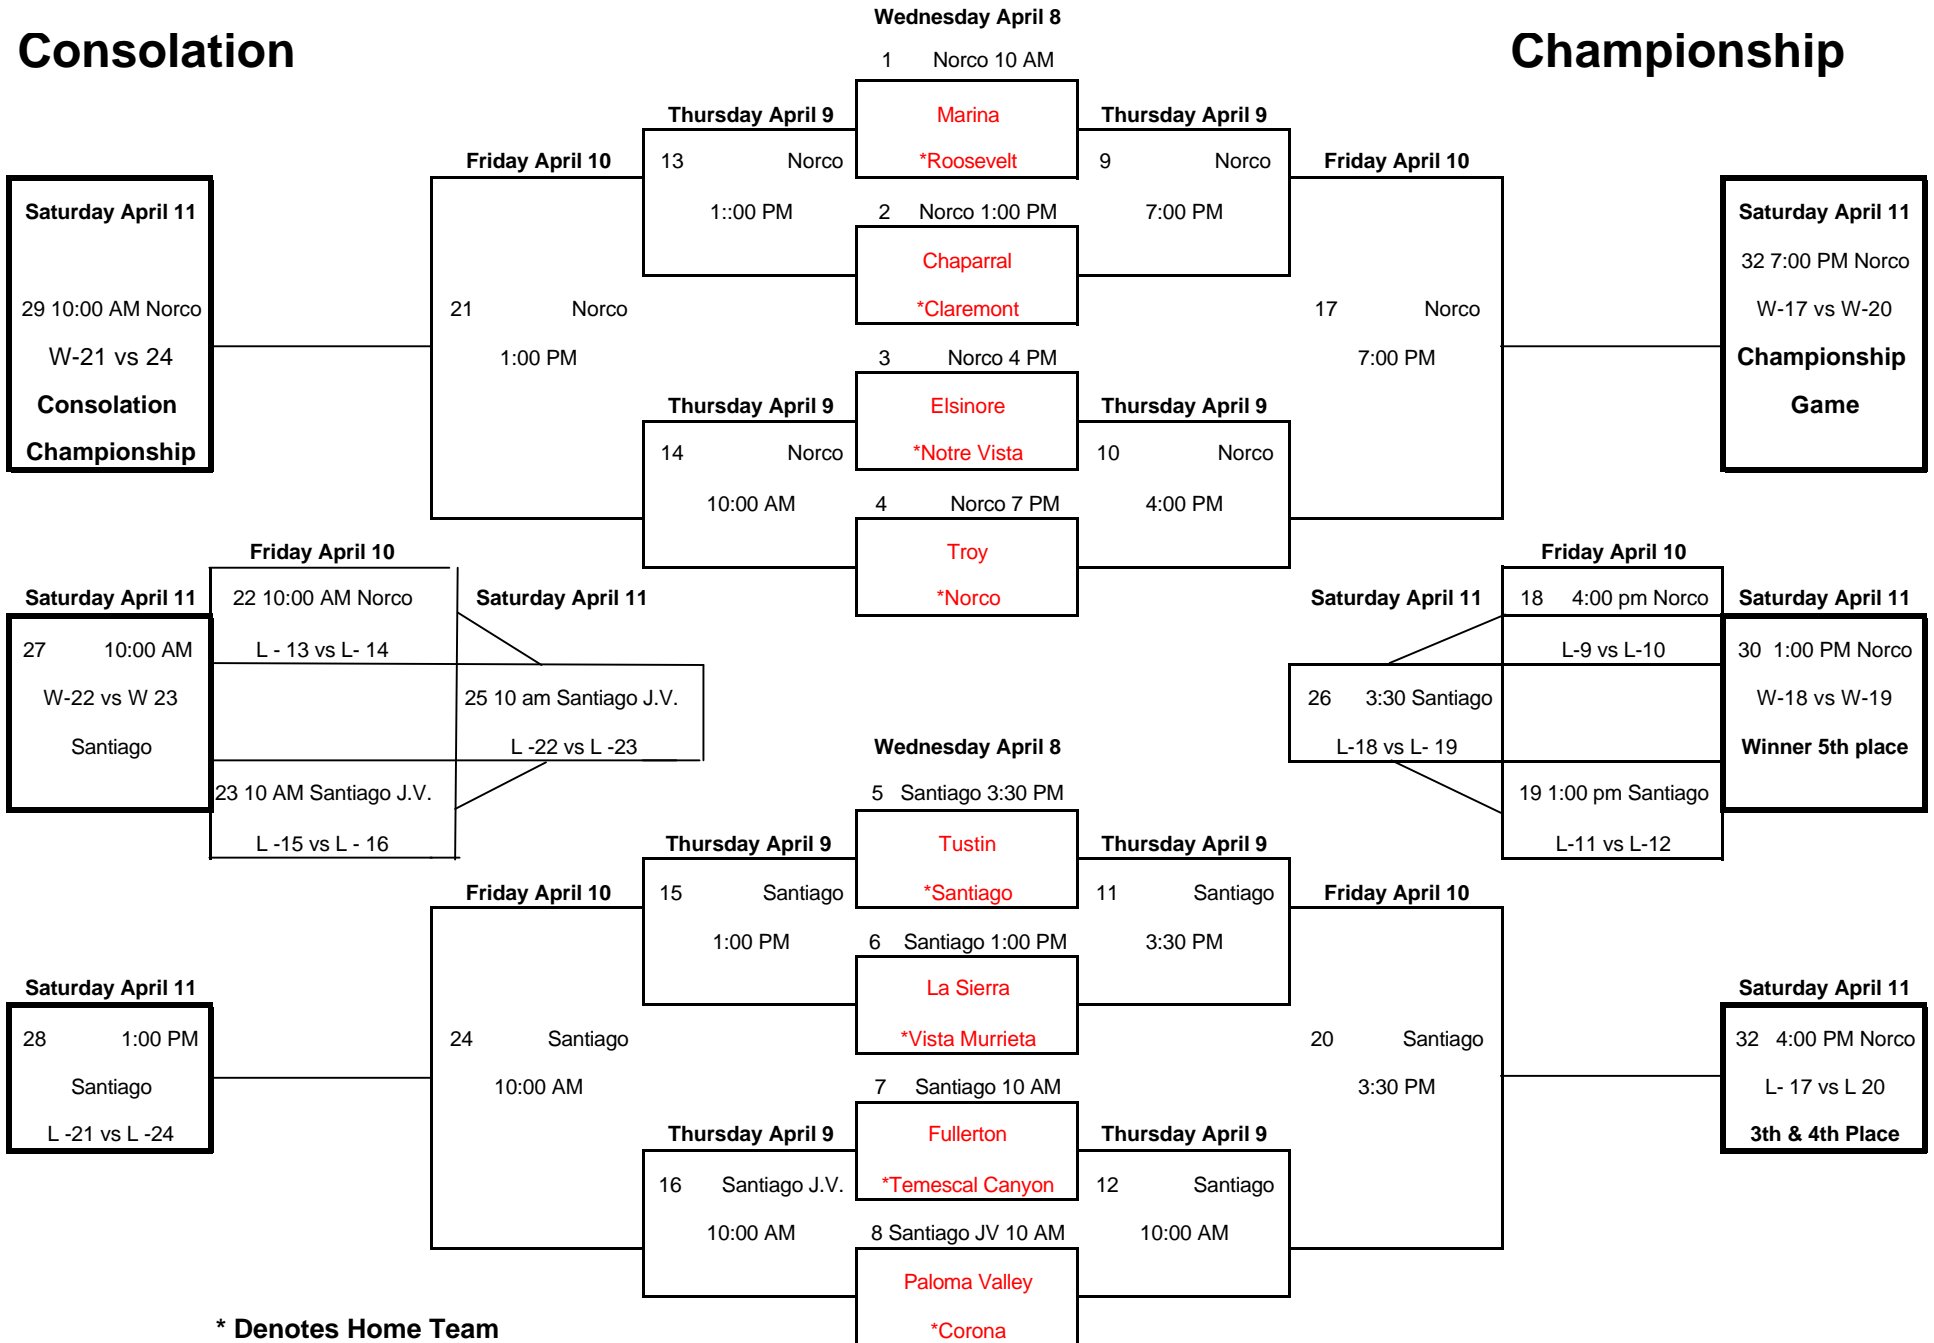 Wednesday April 8
Consolation
Championship
1 Norco 10 AM
Thursday April 9
Marina
Thursday April 9
Friday April 10
13 Norco
*Roosevelt
9 Norco
Friday April 10
Saturday April 11
1::00 PM
2 Norco 1:00 PM
7:00 PM
Saturday April 11
Chaparral
32 7:00 PM Norco
29 10:00 AM Norco
21 Norco
*Claremont
17 Norco
W-17 vs W-20
W-21 vs 24
1:00 PM
3 Norco 4 PM
7:00 PM
Championship
Consolation
Thursday April 9
Elsinore
Thursday April 9
Game
Championship
14 Norco
*Notre Vista
10 Norco
10:00 AM
4 Norco 7 PM
4:00 PM
Friday April 10
Troy
Friday April 10
Saturday April 11
22 10:00 AM Norco
Saturday April 11
*Norco
Saturday April 11
18 4:00 pm Norco
Saturday April 11
27 10:00 AM
L - 13 vs L- 14
L-9 vs L-10
30 1:00 PM Norco
W-22 vs W 23
25 10 am Santiago J.V.
26 3:30 Santiago
W-18 vs W-19
Santiago
L -22 vs L -23
Wednesday April 8
L-18 vs L- 19
Winner 5th place
23 10 AM Santiago J.V.
5 Santiago 3:30 PM
19 1:00 pm Santiago
L -15 vs L - 16
Thursday April 9
Tustin
Thursday April 9
L-11 vs L-12
Friday April 10
15 Santiago
*Santiago
11 Santiago
Friday April 10
1:00 PM
6 Santiago 1:00 PM
3:30 PM
Saturday April 11
La Sierra
Saturday April 11
28 1:00 PM
24 Santiago
*Vista Murrieta
20 Santiago
32 4:00 PM Norco
Santiago
10:00 AM
7 Santiago 10 AM
3:30 PM
L- 17 vs L 20
L -21 vs L -24
Thursday April 9
Fullerton
Thursday April 9
3th & 4th Place
16 Santiago J.V.
*Temescal Canyon
12 Santiago
10:00 AM
8 Santiago JV 10 AM
10:00 AM
Paloma Valley
* Denotes Home Team
*Corona